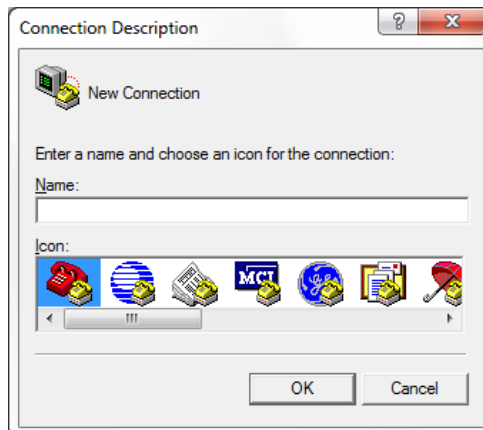 Connection Description
New Connection
Enter a name and choose an icon for the connection:
Name:
Icon:
MCI
OK
Cancel